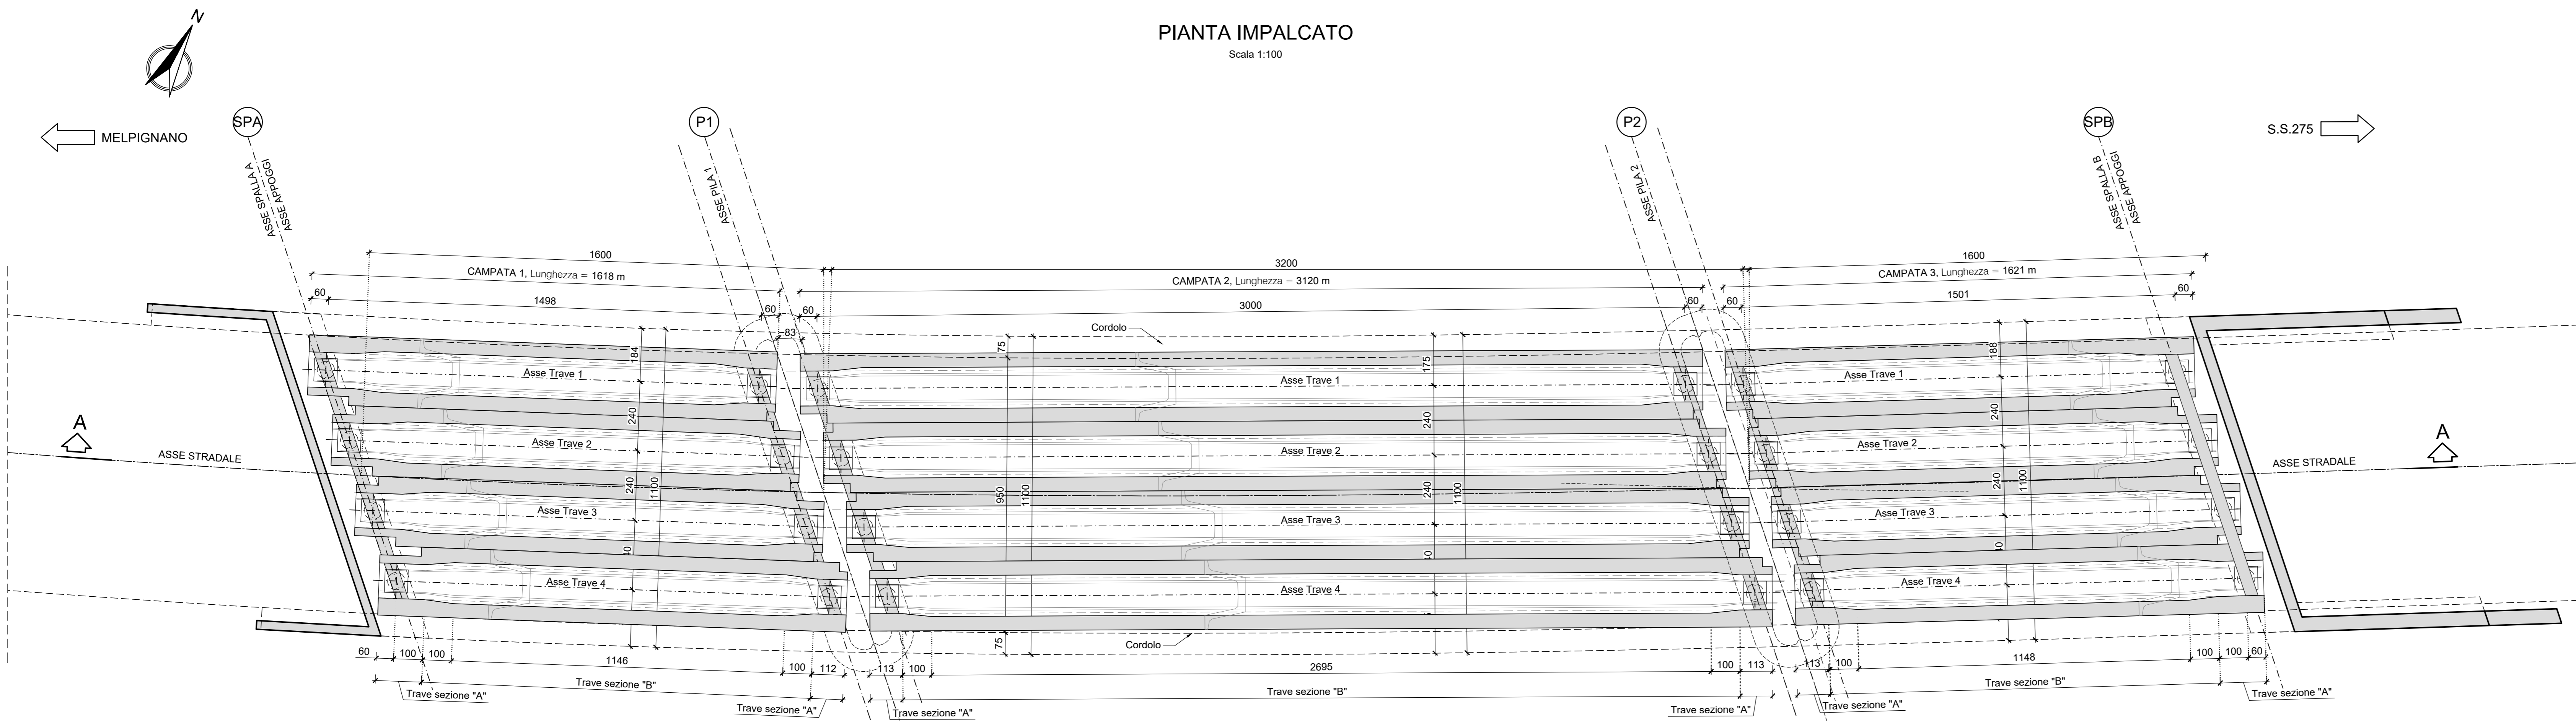 PIANTA IMPALCATO
Scala 1:100
N
MELPIGNANO
SPA
P1
P2
SPB
S.S.275
ASSE SPALLA A
ASSE APPOGGI
ASSE PILA 1
ASSE PILA 2
ASSE SPALLA B
ASSE APPOGGI
1600
3200
1600
CAMPATA 1, Lunghezza = 1618 m
CAMPATA 2, Lunghezza = 3120 m
CAMPATA 3, Lunghezza = 1621 m
60
1498
60
60
3000
60
60
1501
60
83
Cordolo
75
184
175
188
Asse Trave 1
Asse Trave 1
Asse Trave 1
240
240
240
A
A
Asse Trave 2
Asse Trave 2
Asse Trave 2
ASSE STRADALE
ASSE STRADALE
240
1100
950
1100
240
1100
240
1100
Asse Trave 3
Asse Trave 3
Asse Trave 3
40
40
40
Asse Trave 4
Asse Trave 4
Asse Trave 4
75
Cordolo
60
100
100
1146
100
112
113
100
2695
100
113
113
100
1148
100
100
60
Trave sezione "A"
Trave sezione "B"
Trave sezione "A"
Trave sezione "A"
Trave sezione "B"
Trave sezione "A"
Trave sezione "A"
Trave sezione "B"
Trave sezione "A"